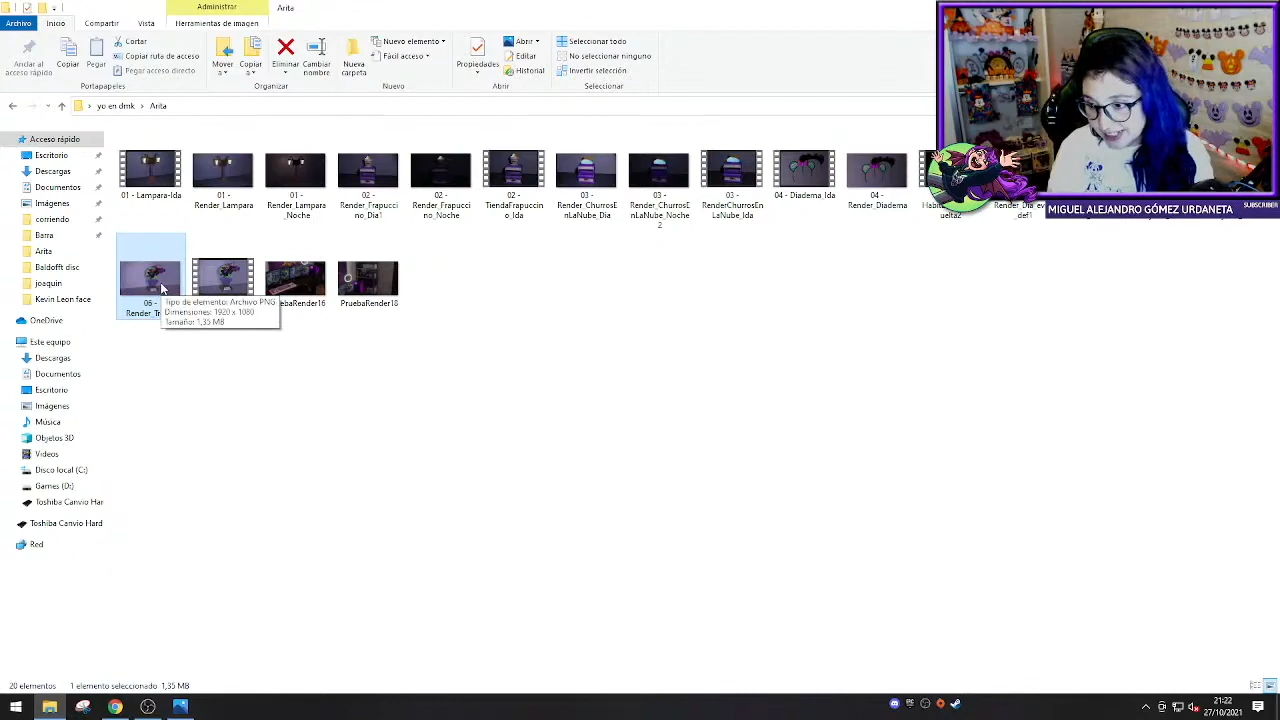 Administrar
Arita
Archivo
Inicio
Compartir
Vista
Herramientas de imagen
Anclar al acceso rápido
Copiar
Pegar
Cortar
Copiar ruta de acceso
Pegar acceso directo
Portapapeles
Mover a
Copiar a
Eliminar
Cambiar nombre
Organizar
Nueva carpeta
Nuevo elemento
Fácil acceso
Nuevo
Propiedades
Abrir
Editar
Historial
Abrir
Seleccionar todo
No seleccionar ninguno
Invertir selección
Seleccionar
yo en dmk > Arita
Acceso rápido
Escritorio
Descargas
Documentos
Imágenes
corriendo
Barra
Arita
Baldofft disc
joaquin
Kevin Leon face
OneDrive
Este equipo
Descargas
Documentos
Escritorio
Imágenes
Música
Objetos 3D
Vídeos
Disco local (C:)
Games (D:)
Toshiba Canvio Har
Toshiba Canvio Hard
Red
01 - Lampara-Ida
01 -
Render_Lampara
01 -
Render_Lampara
_Noche
02 -
Render_Frapucci
no_Dia1
02 -
Render_Frapucci
no_Noche
02 -
TiendaFrapuccin
o_Ida
03 -
Render_ChurrosE
nLaNube_Dia
03 -
Render_ChurrosE
nLaNube_Noche
2
03 -
RenderChurrosEn
LaNube_Ida
04 - Diadema_Ida
04 -
Render_Diadema
MIGUEL ALEJANDRO GÓMEZ URDANETA
SUBSCRIBER
06 -
Render_Tr
Tipo de elemento: Archivo PNG
Dimensiones: 1920 x 1080
Tamaño: 1,35 MB
ebaRender16
PruebaRender18
20 elementos
1 elemento seleccionado 1,35 MB
21:22
27/10/2021